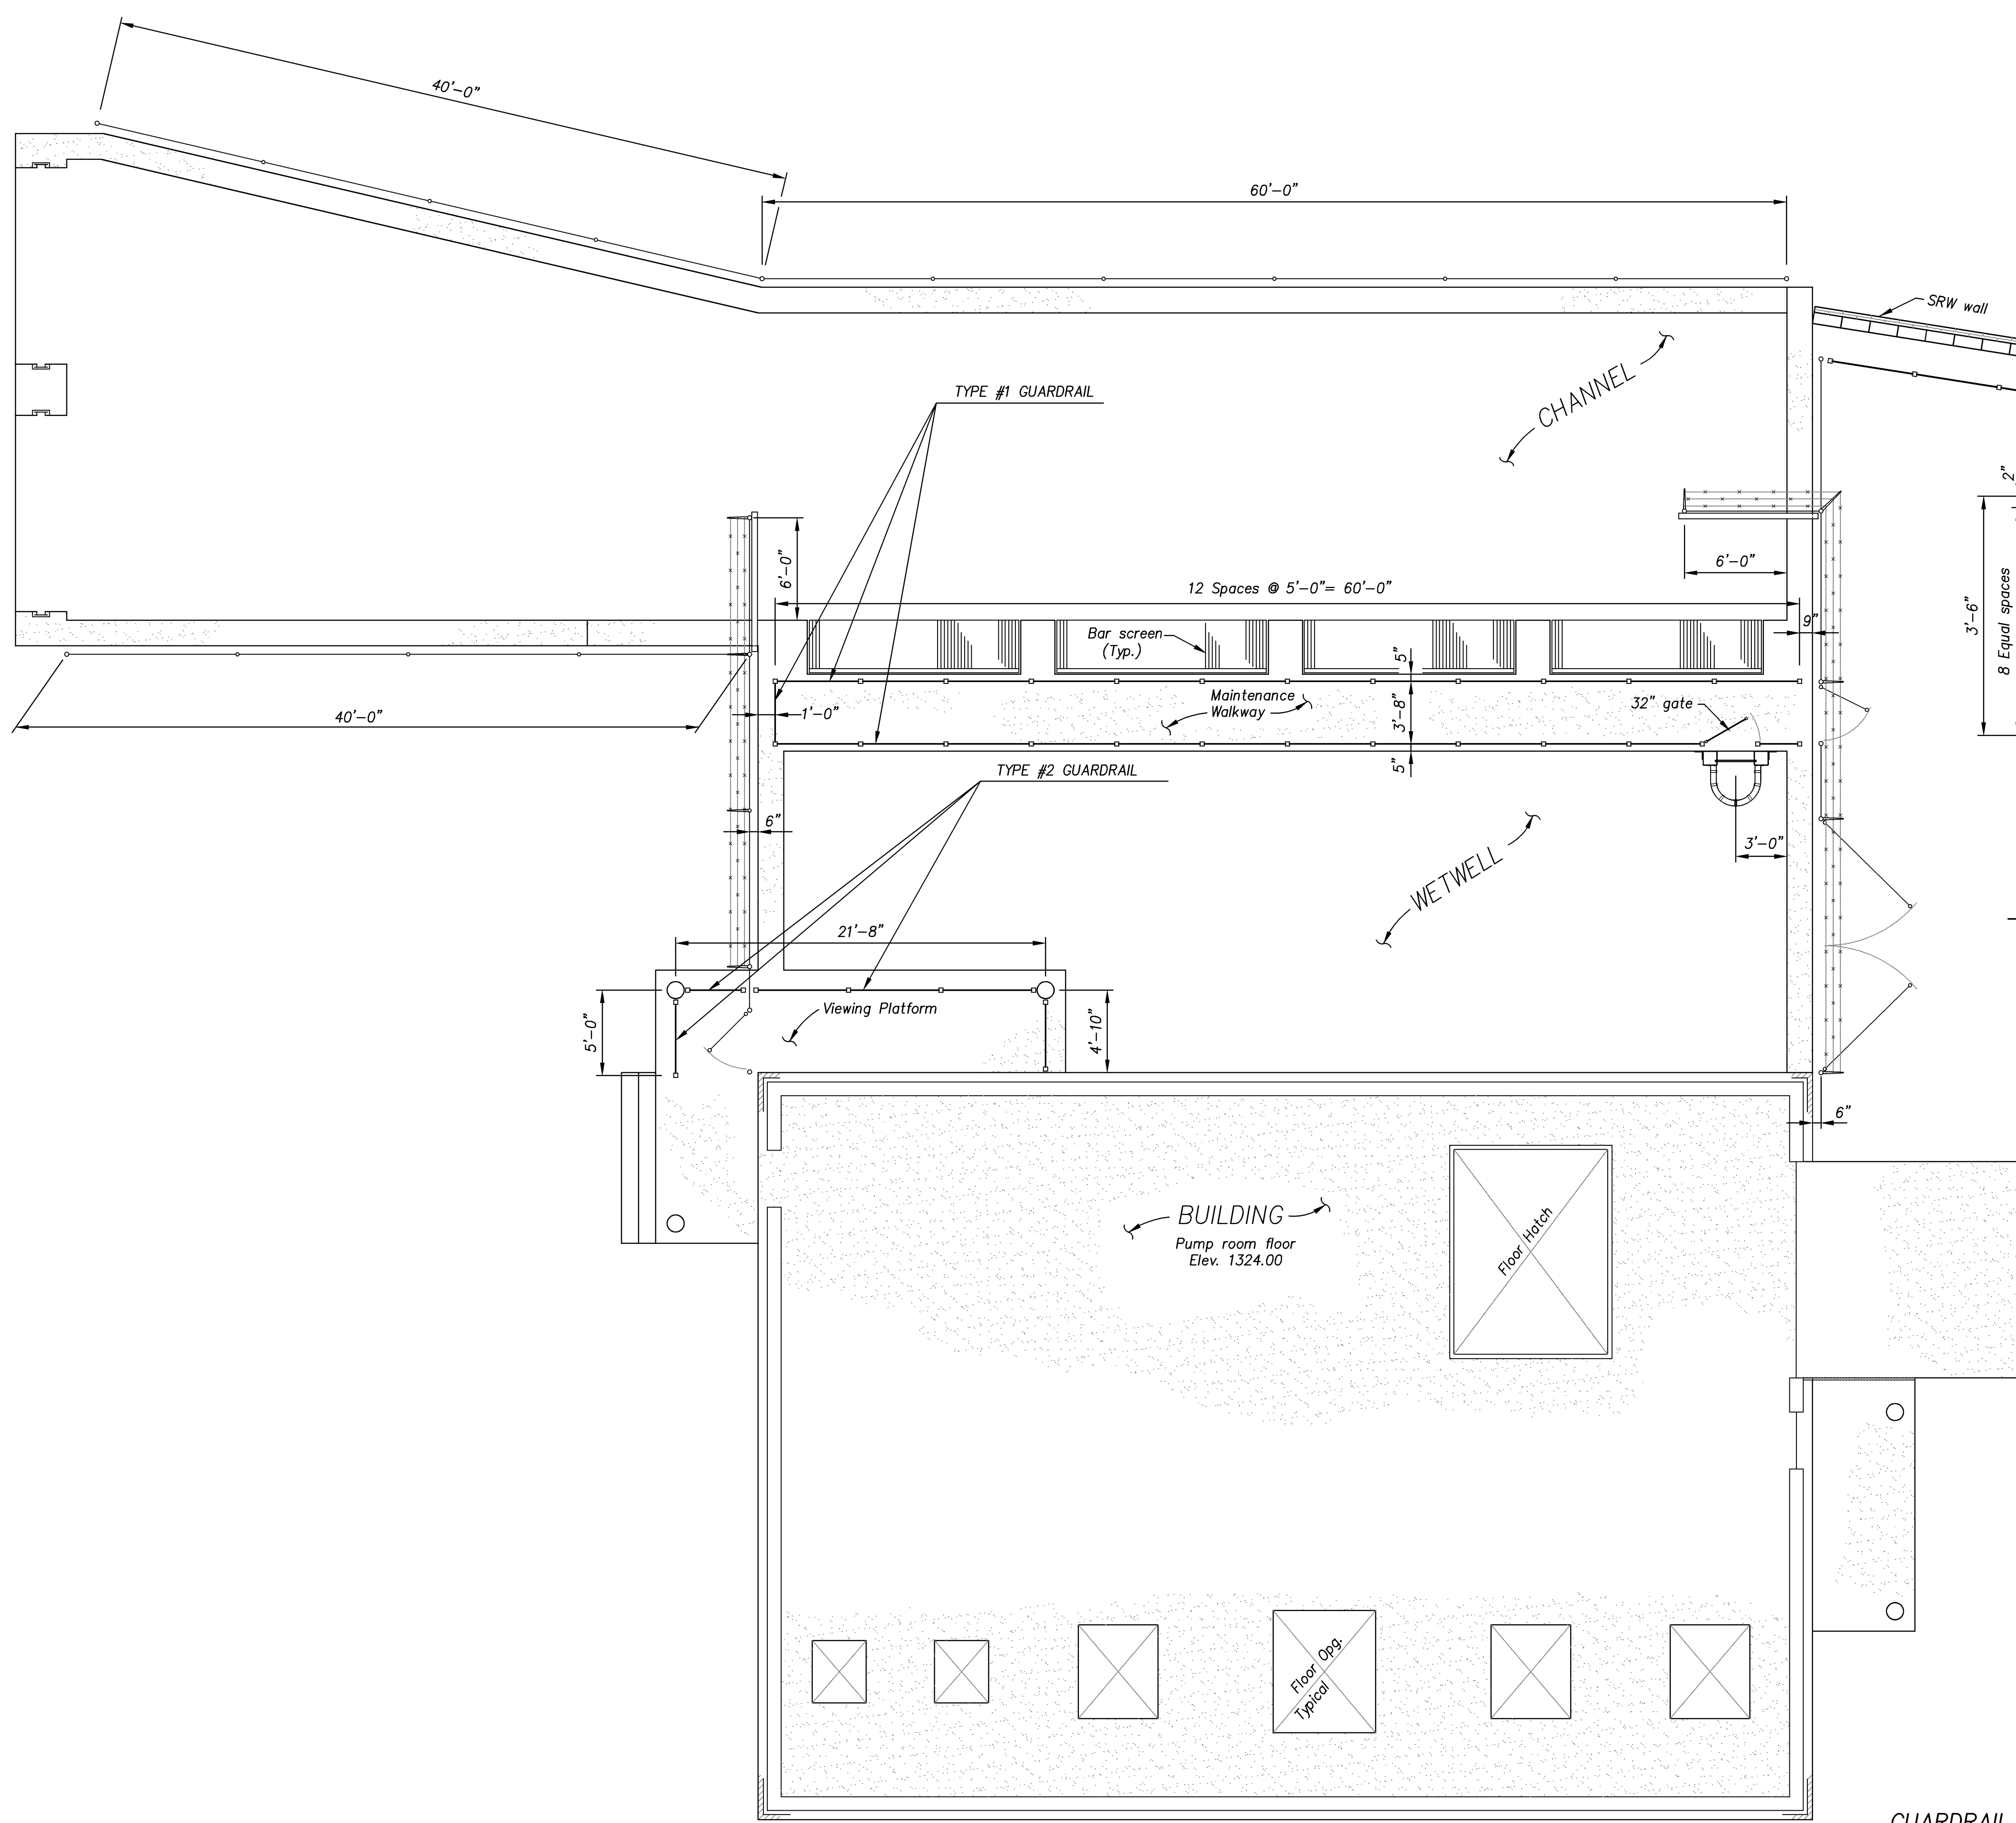 40'-0"
60'-0"
SRW wall
TYPE #1 GUARDRAIL
CHANNEL
2"
6'-0"
6'-0"
12 Spaces @ 5'-0"= 60'-0"
3'-6"
8 Equal spaces
9"
Bar screen
(Typ.)
5"
Maintenance
Walkway
3'-8"
32" gate
40'-0"
1'-0"
5"
TYPE #2 GUARDRAIL
6"
3'-0"
WETWELL
21'-8"
Viewing Platform
5'-0"
4'-10"
6"
BUILDING
Pump room floor
Elev. 1324.00
Floor Hatch
Floor Opg.
Typical
GUARDRAIL